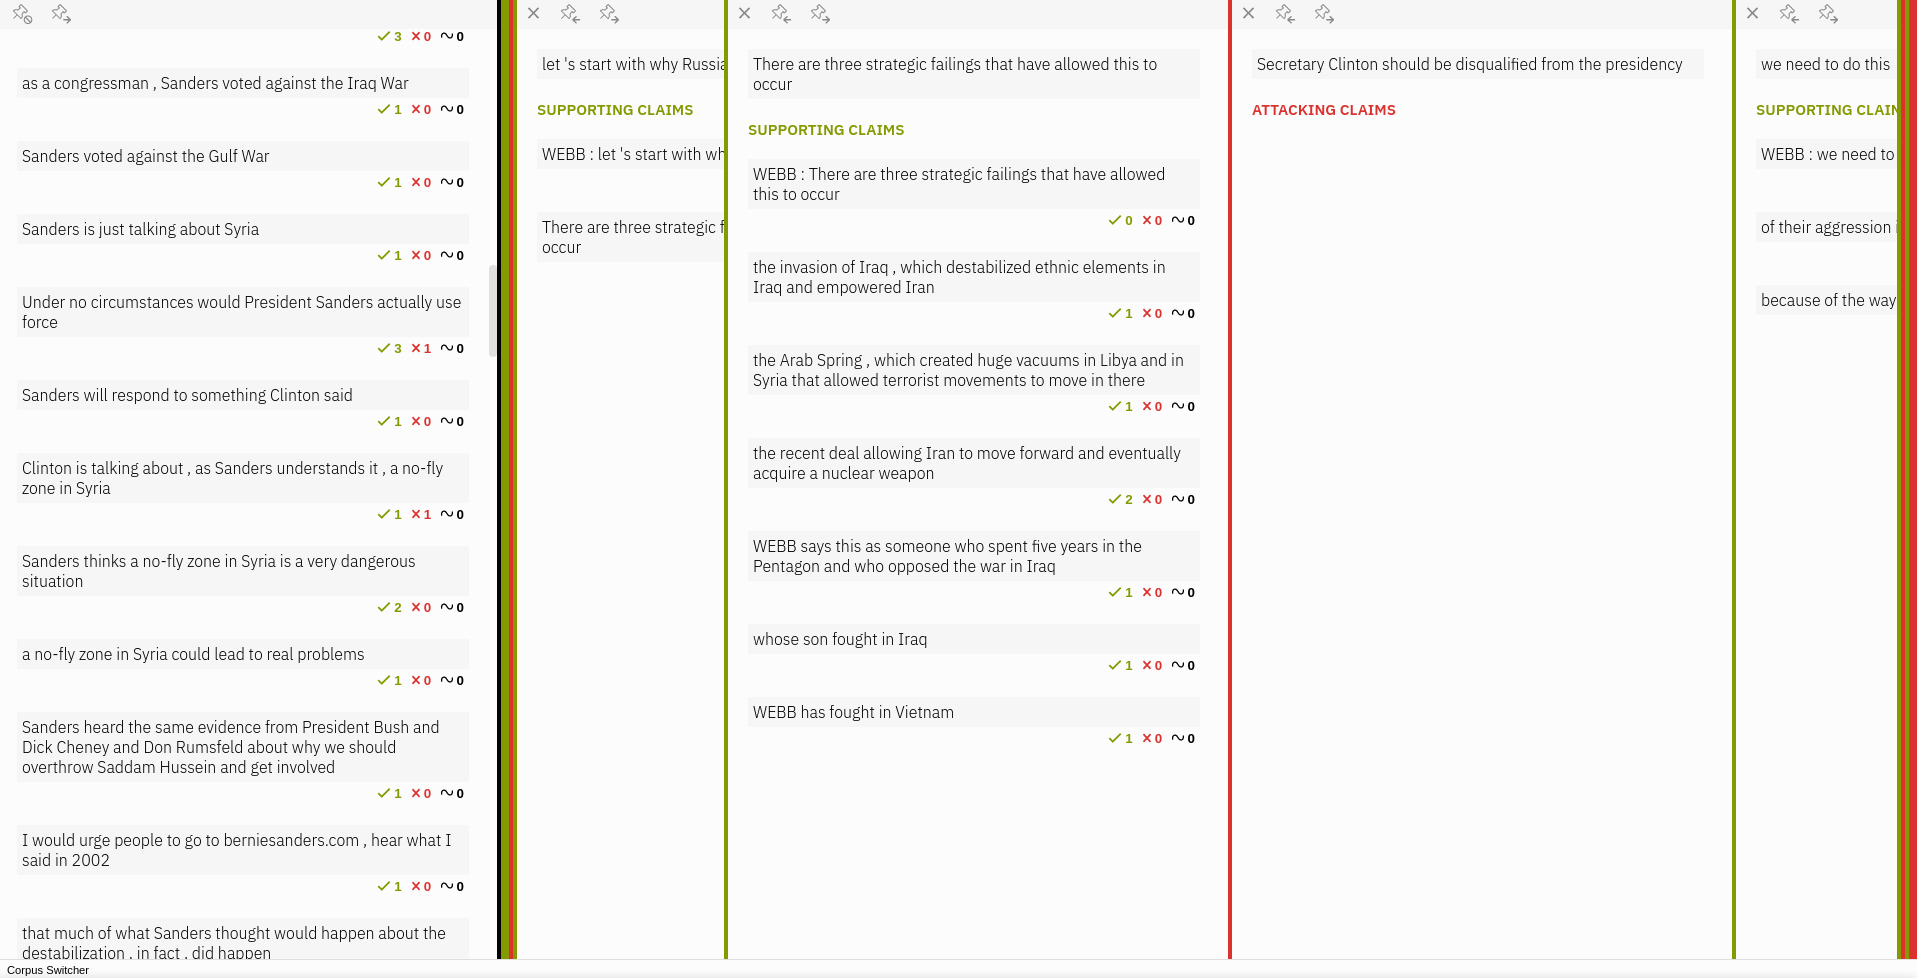 3 0 0
as a congressman , Sanders voted against the Iraq War
1 0 0
Sanders voted against the Gulf War
1 0 0
Sanders is just talking about Syria
1 0 0
Under no circumstances would President Sanders actually use
force
3 1 0
Sanders will respond to something Clinton said
1 0 0
Clinton is talking about , as Sanders understands it , a no-fly
zone in Syria
1 1 0
Sanders thinks a no-fly zone in Syria is a very dangerous
situation
2 0 0
a no-fly zone in Syria could lead to real problems
1 0 0
Sanders heard the same evidence from President Bush and
Dick Cheney and Don Rumsfeld about why we should
overthrow Saddam Hussein and get involved
1 0 0
I would urge people to go to berniesanders.com , hear what I
said in 2002
1 0 0
that much of what Sanders thought would happen about the
destabilization , in fact , did happen
let 's start with why Russia
SUPPORTING CLAIMS
WEBB : let 's start with wh
There are three strategic f
occur
There are three strategic failings that have allowed this to
occur
SUPPORTING CLAIMS
WEBB : There are three strategic failings that have allowed
this to occur
0 0 0
the invasion of Iraq , which destabilized ethnic elements in
Iraq and empowered Iran
1 0 0
the Arab Spring , which created huge vacuums in Libya and in
Syria that allowed terrorist movements to move in there
1 0 0
the recent deal allowing Iran to move forward and eventually
acquire a nuclear weapon
2 0 0
WEBB says this as someone who spent five years in the
Pentagon and who opposed the war in Iraq
1 0 0
whose son fought in Iraq
1 0 0
WEBB has fought in Vietnam
1 0 0
Secretary Clinton should be disqualified from the presidency
ATTACKING CLAIMS
we need to do this
SUPPORTING CLAIM
WEBB : we need to
of their aggression i
because of the way
Corpus Switcher